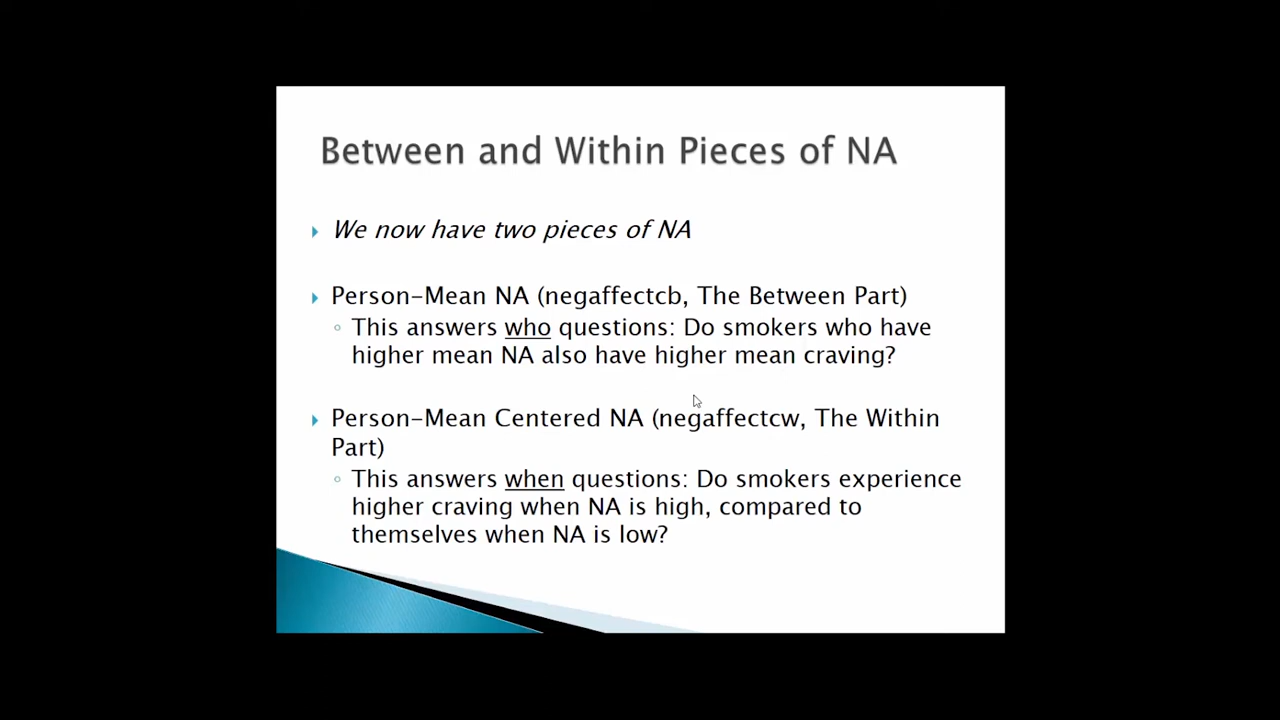 Between and Within Pieces of NA
We now have two pieces of NA
Person-Mean NA (negaffectcb, The Between Part)
This answers who questions: Do smokers who have
higher mean NA also have higher mean craving?
Person-Mean Centered NA (negaffectcw, The Within
Part)
This answers when questions: Do smokers experience
higher craving when NA is high, compared to
themselves when NA is low?